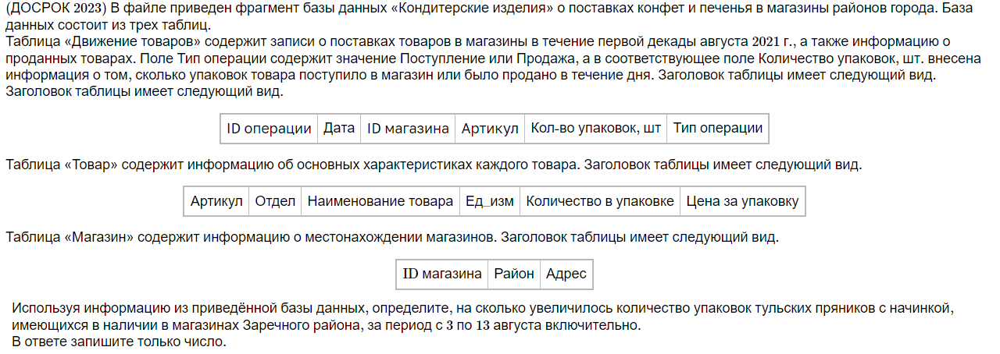 (ДОСРОК 2023) В файле приведен фрагмент базы данных «Кондитерские изделия» о поставках конфет и печенья в магазины районов города. База
данных состоит из трех таблиц.
Таблица «Движение товаров» содержит записи о поставках товаров в магазины в течение первой декады августа 2021 г., а также информацию о
проданных товарах. Поле Тип операции содержит значение Поступление или Продажа, а в соответствующее поле Количество упаковок, шт. внесена
информация о том, сколько упаковок товара поступило в магазин или было продано в течение дня. Заголовок таблицы имеет следующий вид.
Заголовок таблицы имеет следующий вид.
ID операции Дата ID магазина Артикул Кол-во упаковок, шт Тип операции
Таблица «Товар» содержит информацию об основных характеристиках каждого товара. Заголовок таблицы имеет следующий вид.
Артикул Отдел Наименование товара Ед_изм Количество в упаковке Цена за упаковку
Таблица «Магазин» содержит информацию о местонахождении магазинов. Заголовок таблицы имеет следующий вид.
ID магазина Район Адрес
Используя информацию из приведённой базы данных, определите, на сколько увеличилось количество упаковок тульских пряников с начинкой,
имеющихся в наличии в магазинах Заречного района, за период с 3 по 13 августа включительно.
В ответе запишите только число.